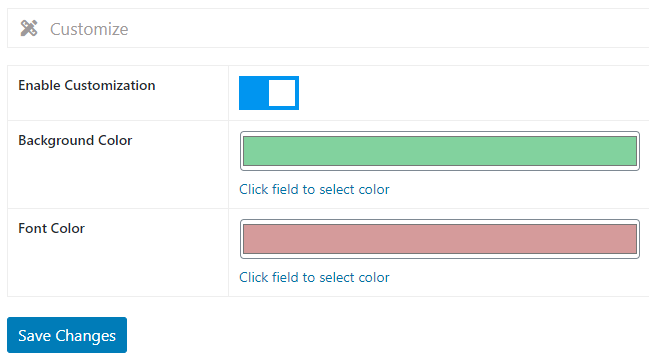 Customize
Enable Customization
Background Color
Click field to select color
Font Color
Click field to select color
Save Changes